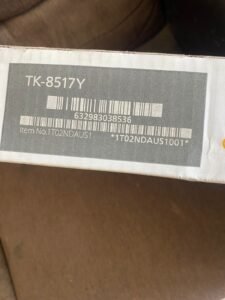 TK-8517Y
632983038536
Item No.1T02NDAUS1
*1T02NDAUS1001*